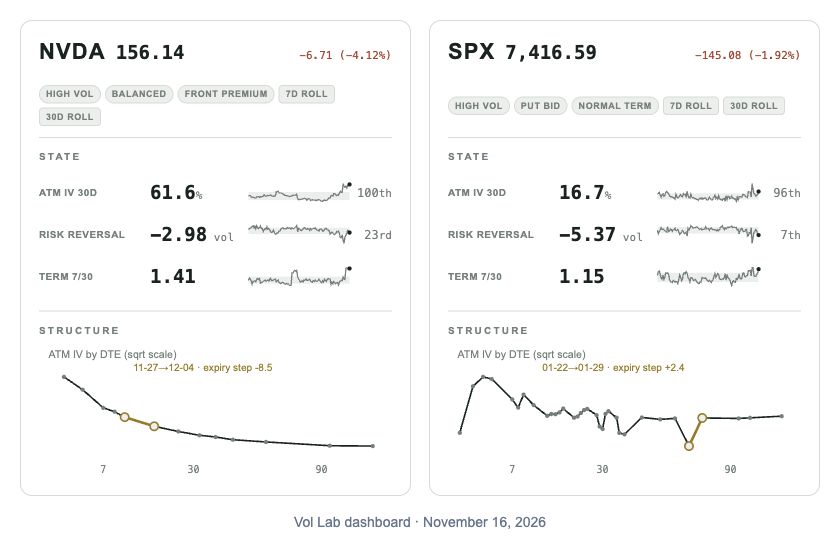 NVDA 156.14 -6.71 (-4.12%)
HIGH VOL BALANCED FRONT PREMIUM 7D ROLL
30D ROLL
STATE
ATM IV 30D 61.6% 100th
RISK REVERSAL -2.98 vol 23rd
TERM 7/30 1.41
STRUCTURE
ATM IV by DTE (sqrt scale)
11-27→12-04 · expiry step -8.5
7 30 90
SPX 7,416.59 -145.08 (-1.92%)
HIGH VOL PUT BID NORMAL TERM 7D ROLL 30D ROLL
STATE
ATM IV 30D 16.7% 96th
RISK REVERSAL -5.37 vol 7th
TERM 7/30 1.15
STRUCTURE
ATM IV by DTE (sqrt scale)
01-22→01-29 · expiry step +2.4
7 30 90
Vol Lab dashboard · November 16, 2026